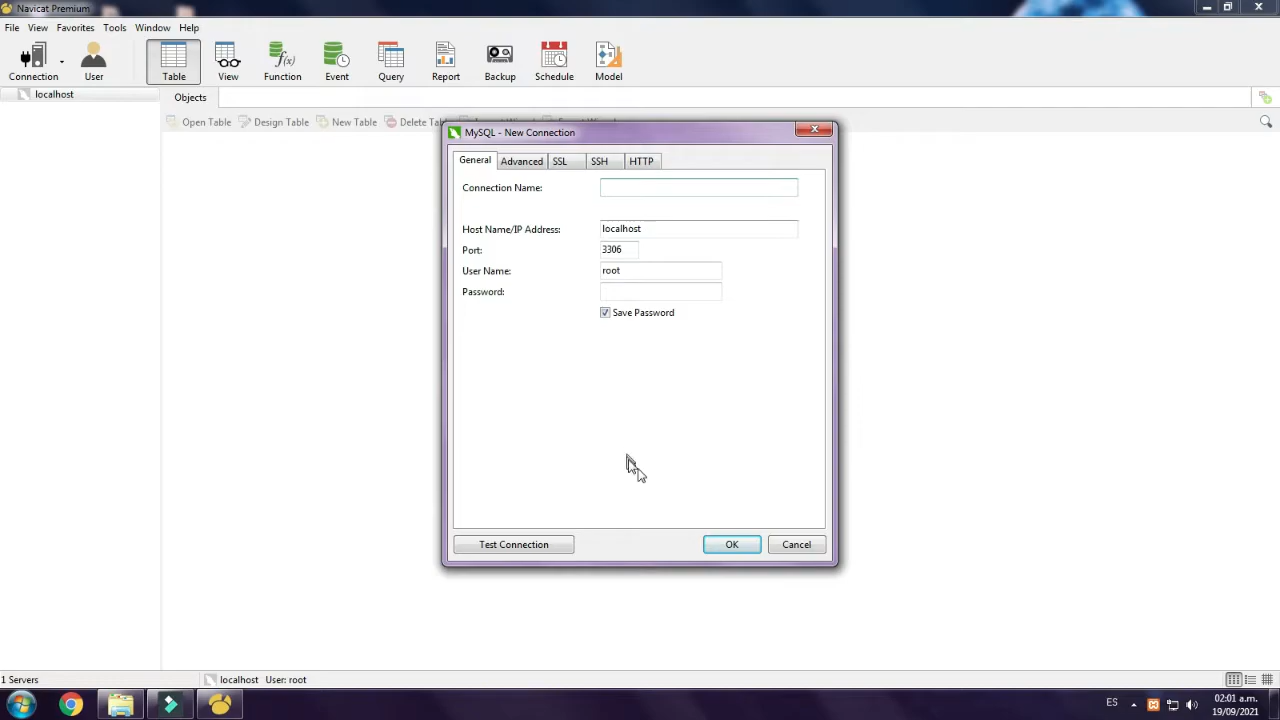 Navicat Premium
File View Favorites Tools Window Help
Connection User Table View Function Event Query Report Backup Schedule Model
localhost
Objects
Open Table Design Table New Table Delete
MySQL - New Connection
General Advanced SSL SSH HTTP
Connection Name:
Host Name/IP Address: localhost
Port: 3306
User Name: root
Password:
Save Password
Test Connection OK Cancel
1 Servers localhost User: root
ES 02:01 a.m.
19/09/2021